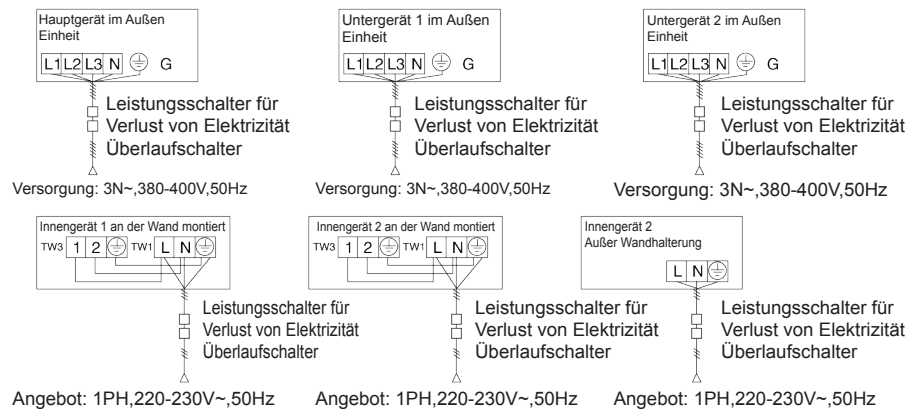 Hauptgerät im Außen
Einheit
L1 L2 L3 N G
Leistungsschalter für
Verlust von Elektrizität
Überlaufschalter
Versorgung: 3N~,380-400V,50Hz
Untergerät 1 im Außen
Einheit
L1 L2 L3 N G
Leistungsschalter für
Verlust von Elektrizität
Überlaufschalter
Versorgung: 3N~,380-400V,50Hz
Untergerät 2 im Außen
Einheit
L1 L2 L3 N G
Leistungsschalter für
Verlust von Elektrizität
Überlaufschalter
Versorgung: 3N~,380-400V,50Hz
Innengerät 1 an der Wand montiert
TW3 1 2 TW1 L N
Leistungsschalter für
Verlust von Elektrizität
Überlaufschalter
Angebot: 1PH,220-230V~,50Hz
Innengerät 2 an der Wand montiert
TW3 1 2 TW1 L N
Leistungsschalter für
Verlust von Elektrizität
Überlaufschalter
Angebot: 1PH,220-230V~,50Hz
Innengerät 2
Außer Wandhalterung
L N
Leistungsschalter für
Verlust von Elektrizität
Überlaufschalter
Angebot: 1PH,220-230V~,50Hz